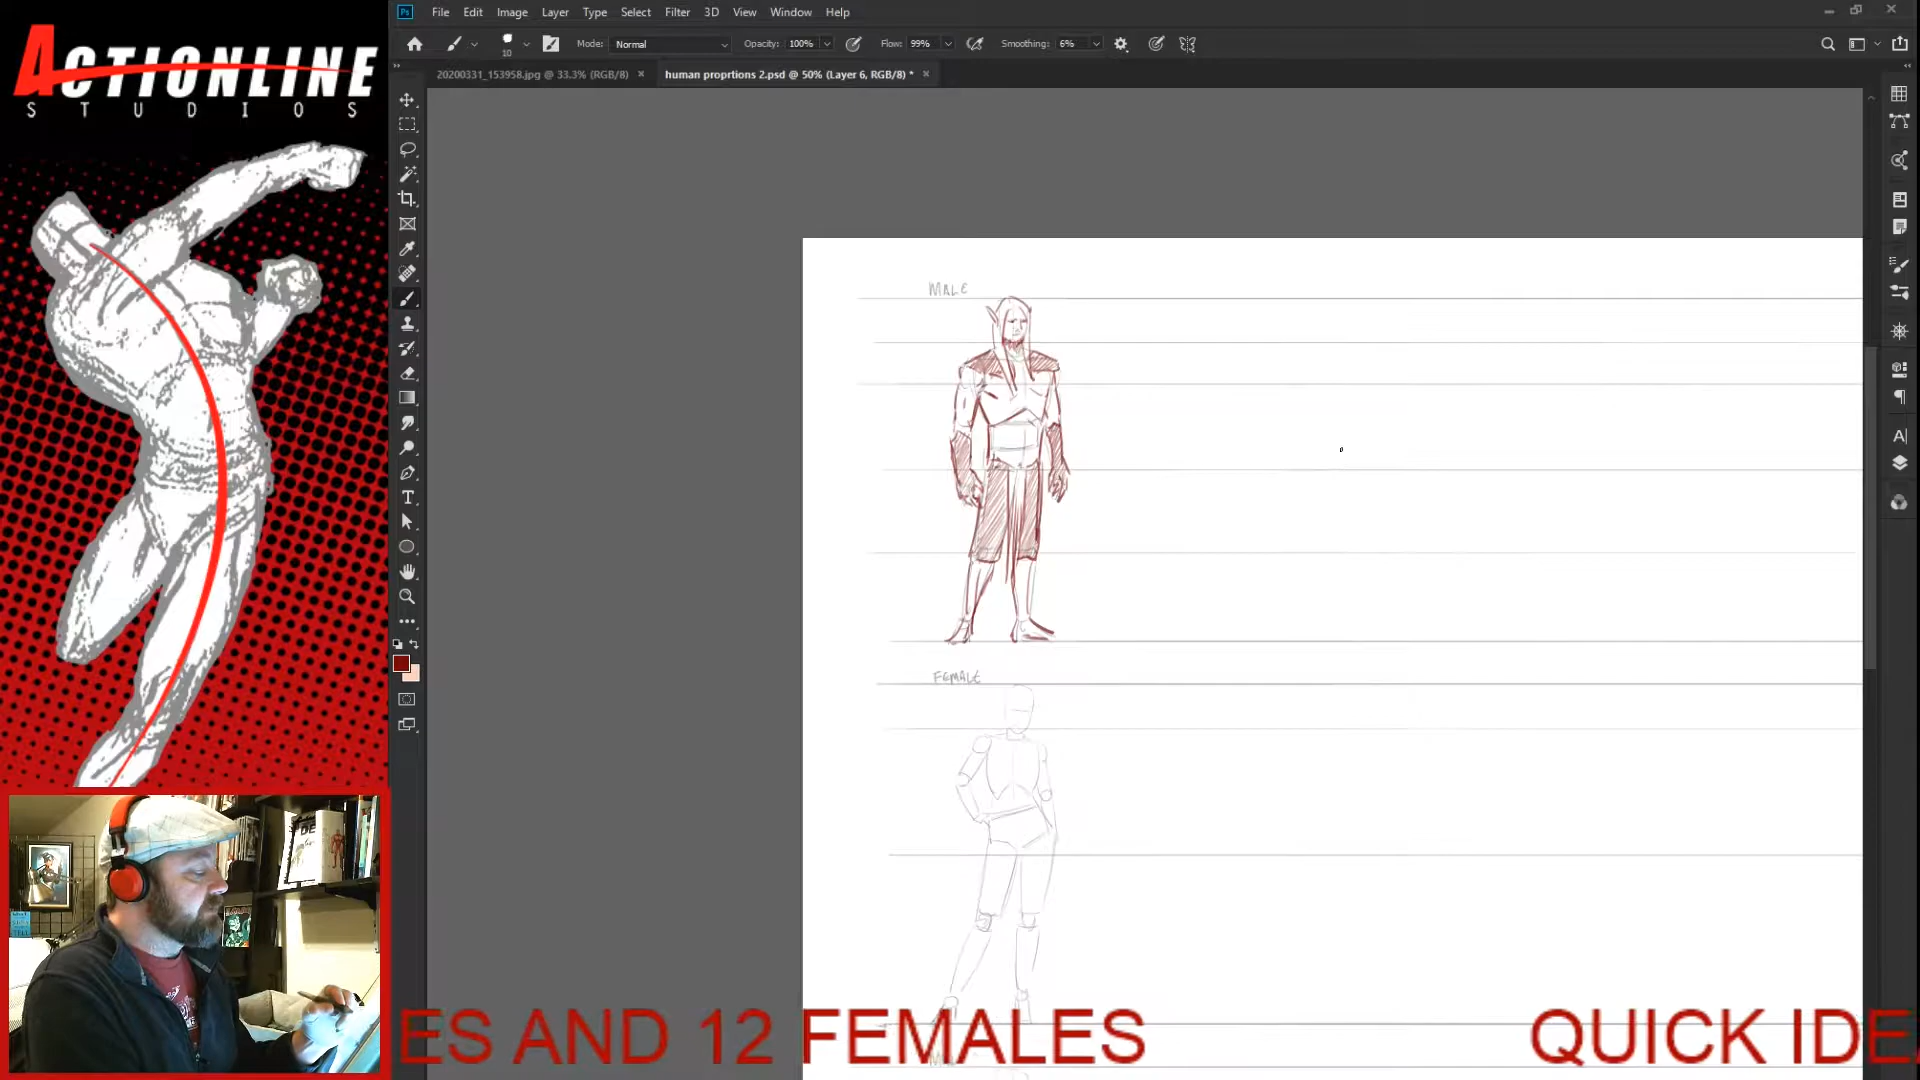 ACTIONLINE
STUDIOS
Ps File Edit Image Layer Type Select Filter 3D View Window Help
10 Mode: Normal Opacity: 100% Flow: 99% Smoothing: 6%
20200331_153958.jpg @ 33.3% (RGB/8) × human proprtions 2.psd @ 50% (Layer 6, RGB/8) * ×
MALE
FEMALE
ES AND 12 FEMALES QUICK IDE